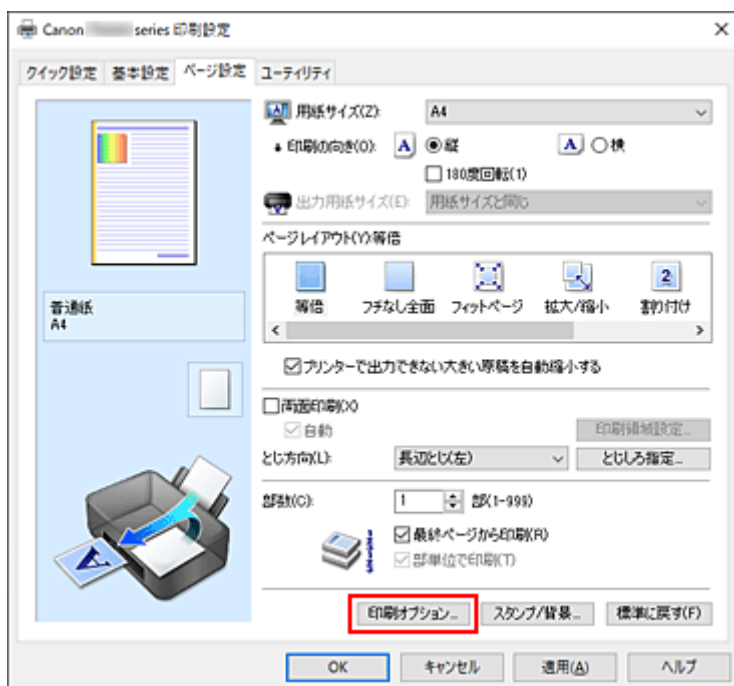 Canon series 印刷設定
クイック設定 基本設定 ページ設定 ユーティリティ
用紙サイズ(Z): A4
印刷の向き(O): A 縦 A 横
180度回転(1)
出力用紙サイズ(E): 用紙サイズと同じ
ページレイアウト(Y):等倍
等倍 フチなし全面 フィットページ 拡大/縮小 割り付け
普通紙
A4
プリンターで出力できない大きい原稿を自動縮小する
両面印刷(X)
自動 印刷領域設定...
とじ方向(L): 長辺とじ(左) とじしろ指定...
部数(C): 1 部(1-999)
最終ページから印刷(R)
部単位で印刷(T)
印刷オプション... スタンプ/背景... 標準に戻す(F)
OK キャンセル 適用(A) ヘルプ